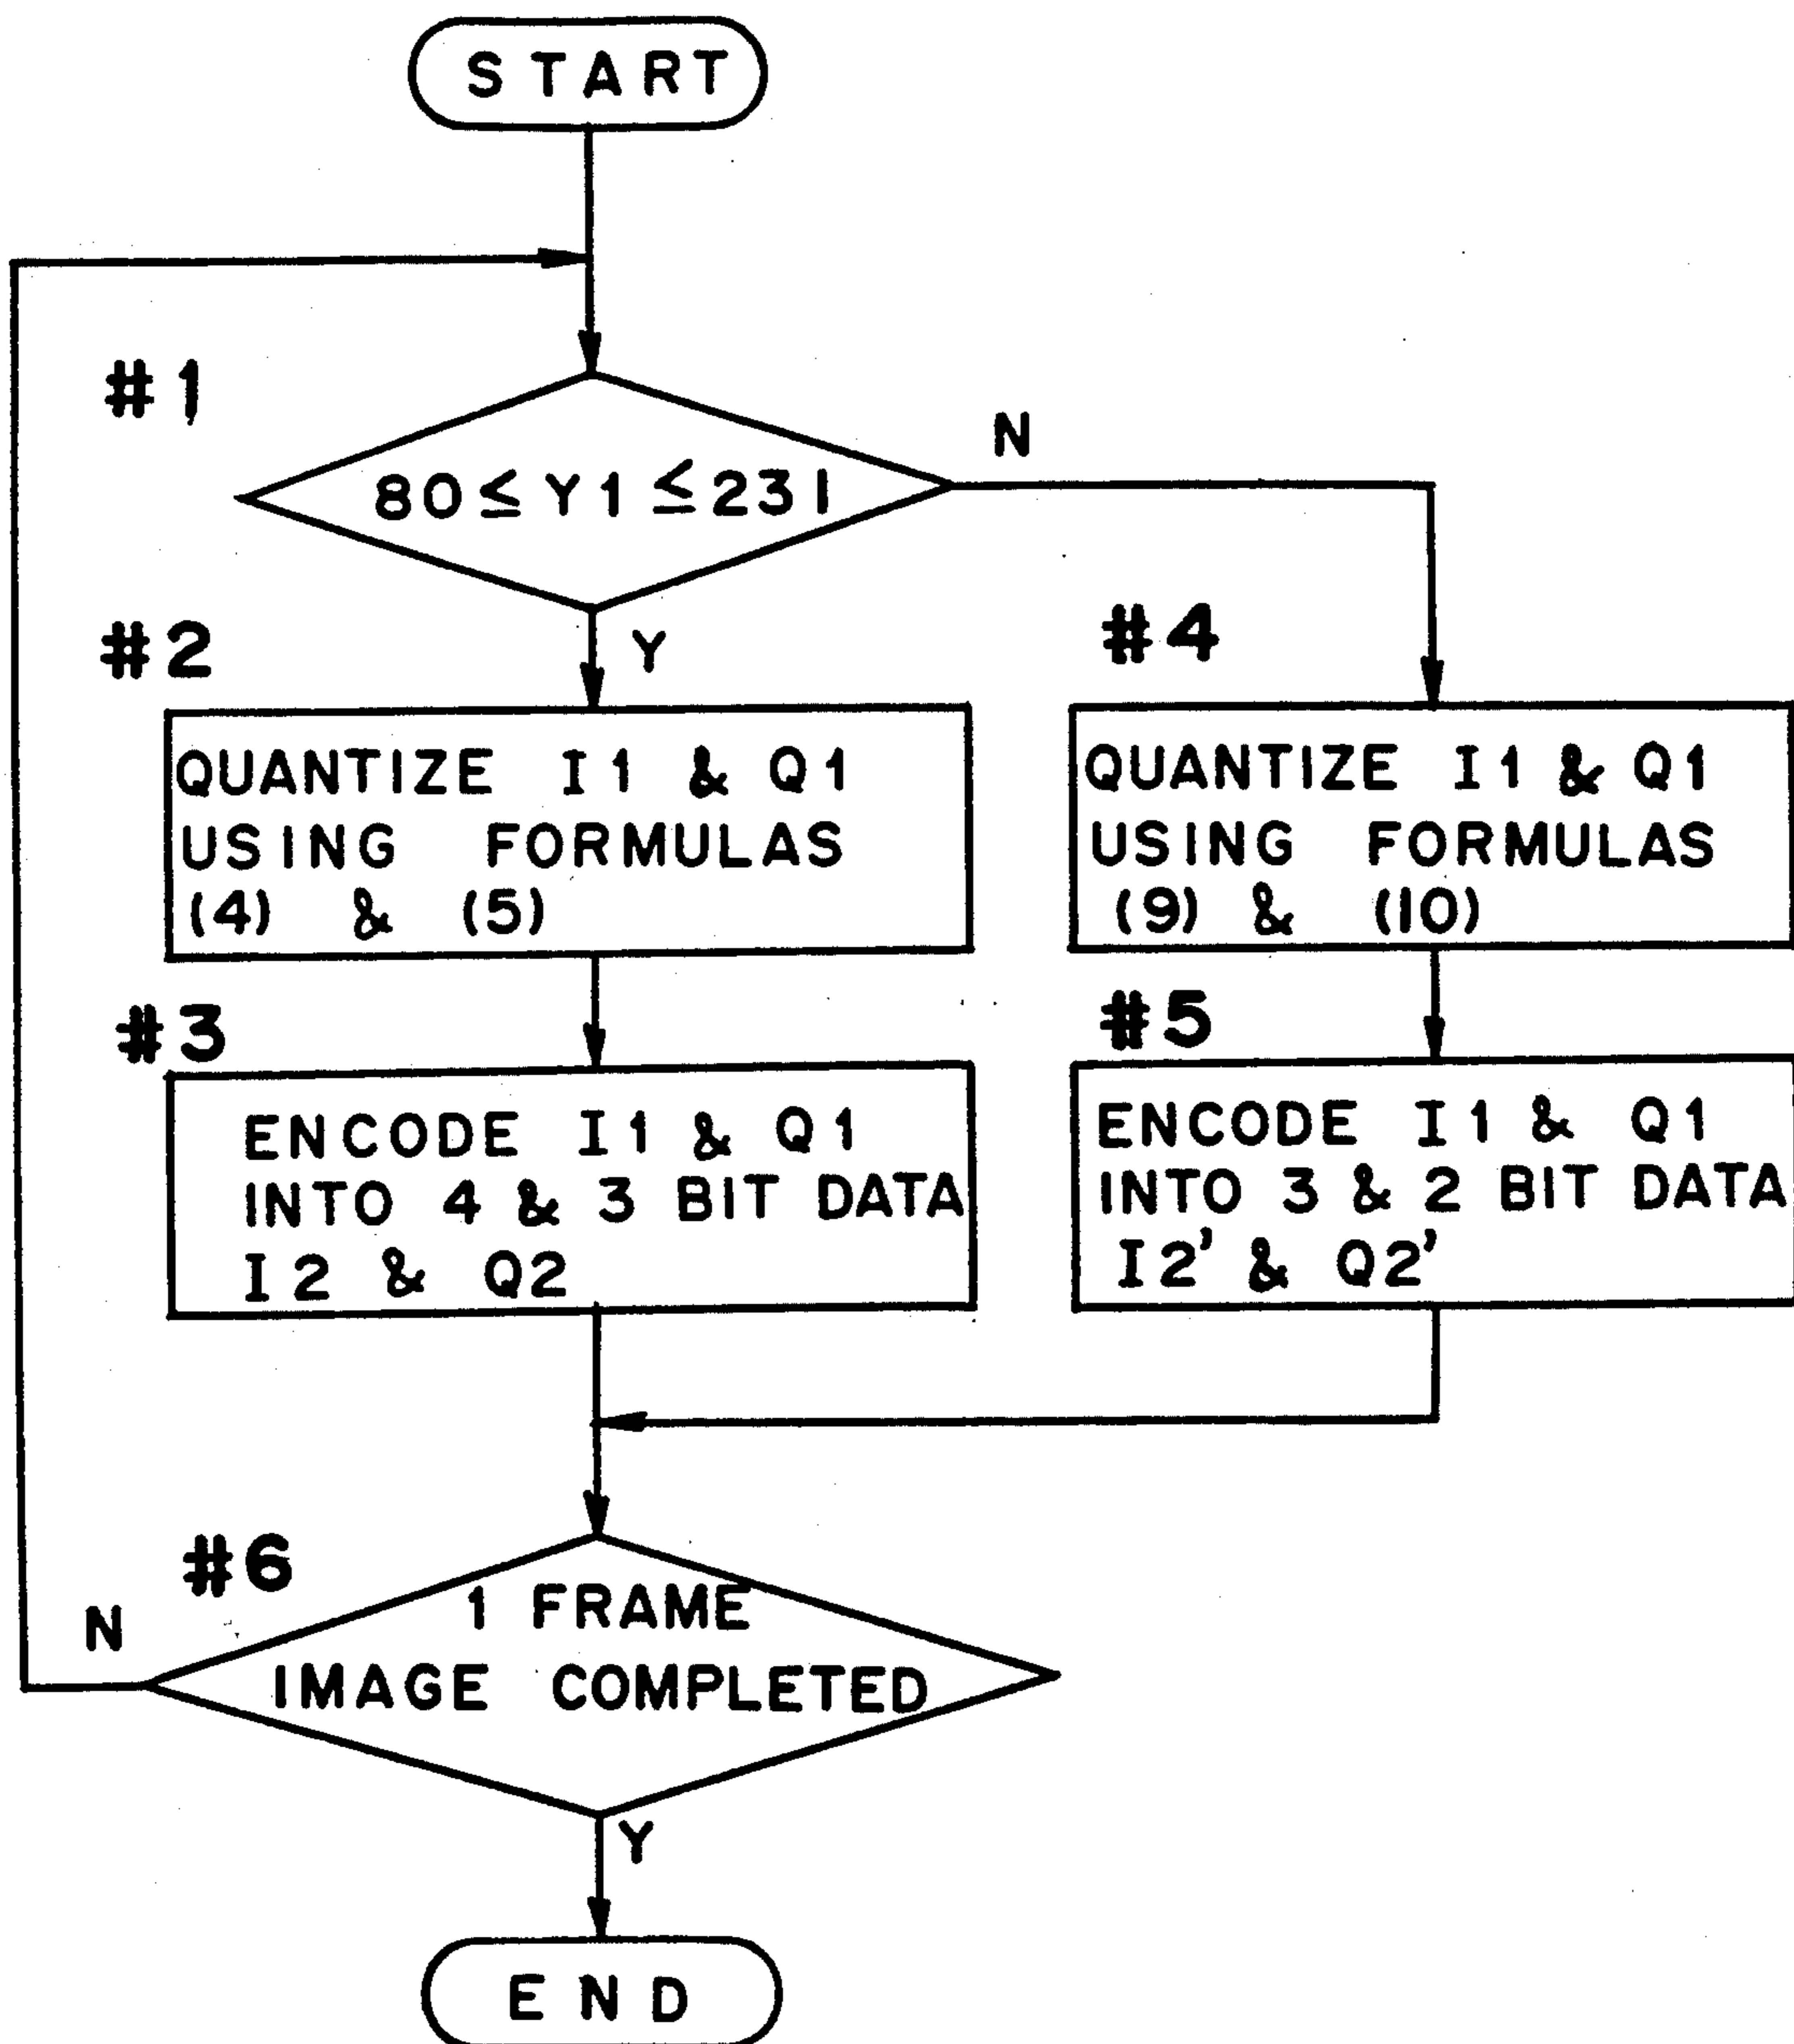 START
#1
80≤Y1≤231
N
#2
Y
#4
QUANTIZE I1 & Q1
USING FORMULAS
(4) & (5)
QUANTIZE I1 & Q1
USING FORMULAS
(9) & (10)
#3
#5
ENCODE I1 & Q1
INTO 4 & 3 BIT DATA
I2 & Q2
ENCODE I1 & Q1
INTO 3 & 2 BIT DATA
I2' & Q2'
#6
N
1 FRAME
IMAGE COMPLETED
Y
END